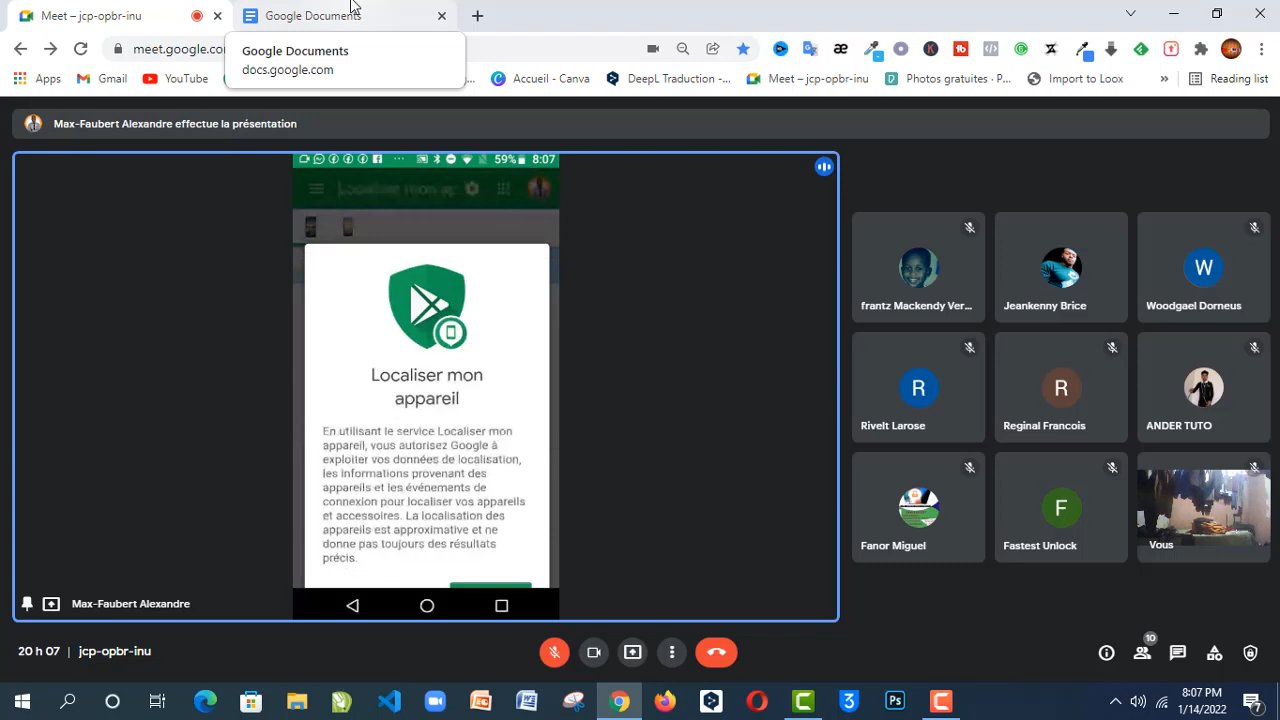 Meet – jcp-opbr-inu
Google Documents
meet.google.co
Google Documents
docs.google.com
Apps
Gmail
YouTube
Accueil - Canva
DeepL Traduction -...
Meet – jcp-opbr-inu
Photos gratuites · P...
Import to Loox
»
Reading list
Max-Faubert Alexandre effectue la présentation
59% 8:07
Localiser mon ap
Localiser mon
appareil
En utilisant le service Localiser mon
appareil, vous autorisez Google à
exploiter vos données de localisation,
les informations provenant des
appareils et les événements de
connexion pour localiser vos appareils
et accessoires. La localisation des
appareils est approximative et ne
donne pas toujours des résultats
précis.
Max-Faubert Alexandre
frantz Mackendy Ver...
Jeankenny Brice
W
Woodgael Dorneus
R
Rivelt Larose
R
Reginal Francois
ANDER TUTO
Fanor Miguel
F
Fastest Unlock
Vous
20 h 07 | jcp-opbr-inu
10
6:07 PM
1/14/2022
7